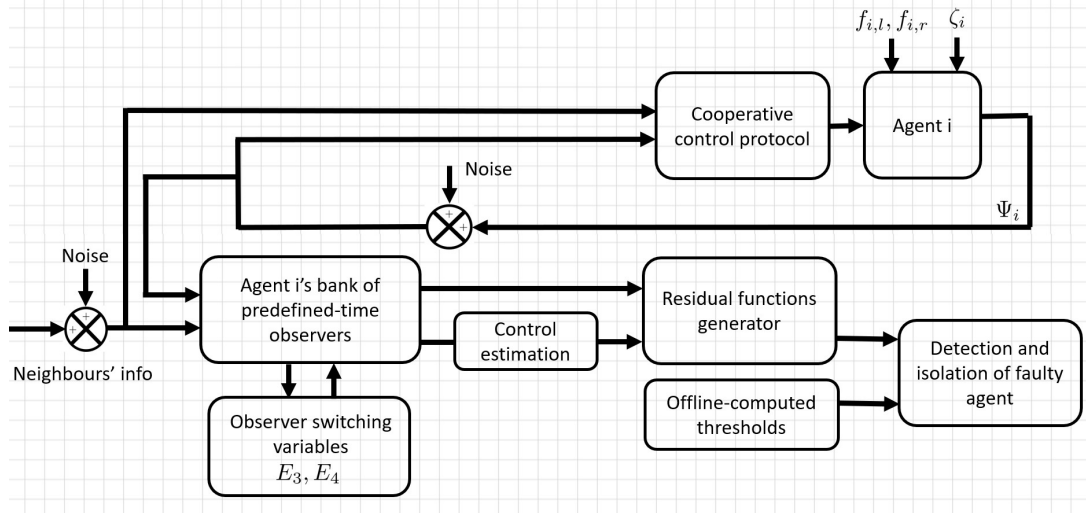 f_{i,l}, f_{i,r}
ζ_i
Cooperative
control protocol
Agent i
Noise
+
+
Ψ_i
Noise
+
+
Neighbours' info
Agent i's bank of
predefined-time
observers
Control
estimation
Residual functions
generator
Observer switching
variables
E_3, E_4
Offline-computed
thresholds
Detection and
isolation of faulty
agent